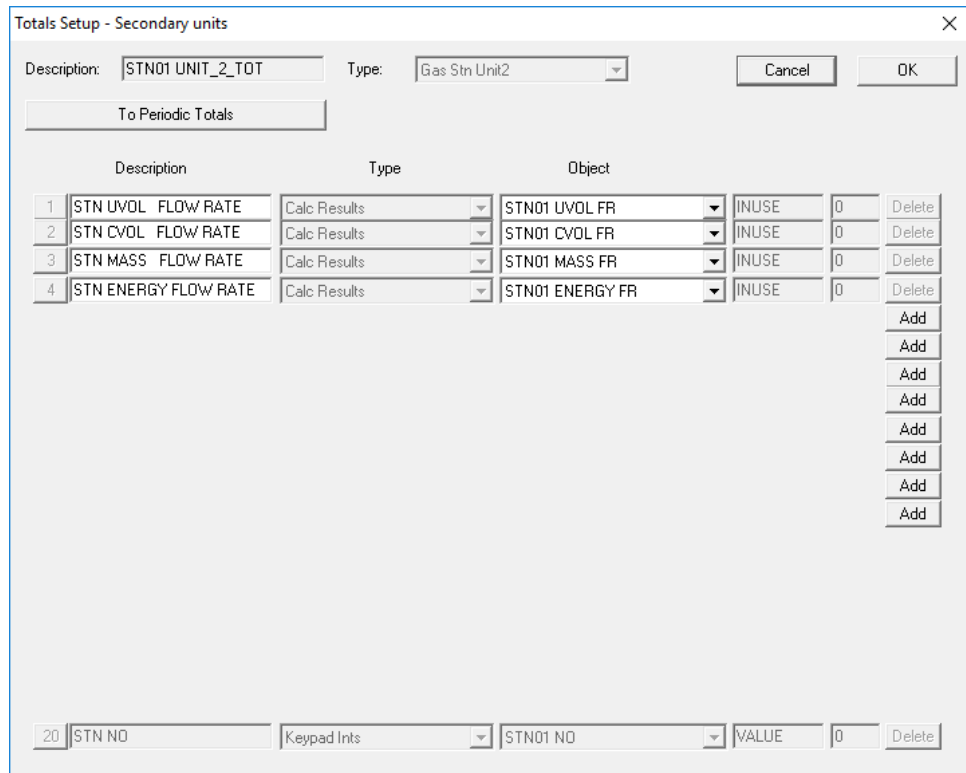 Totals Setup - Secondary units
Description: STN01 UNIT_2_TOT Type: Gas Stn Unit2 Cancel OK
To Periodic Totals
Description Type Object
1 STN UVOL FLOW RATE Calc Results STN01 UVOL FR INUSE 0 Delete
2 STN CVOL FLOW RATE Calc Results STN01 CVOL FR INUSE 0 Delete
3 STN MASS FLOW RATE Calc Results STN01 MASS FR INUSE 0 Delete
4 STN ENERGY FLOW RATE Calc Results STN01 ENERGY FR INUSE 0 Delete
Add
Add
Add
Add
Add
Add
Add
Add
20 STN NO Keypad Ints STN01 NO VALUE 0 Delete